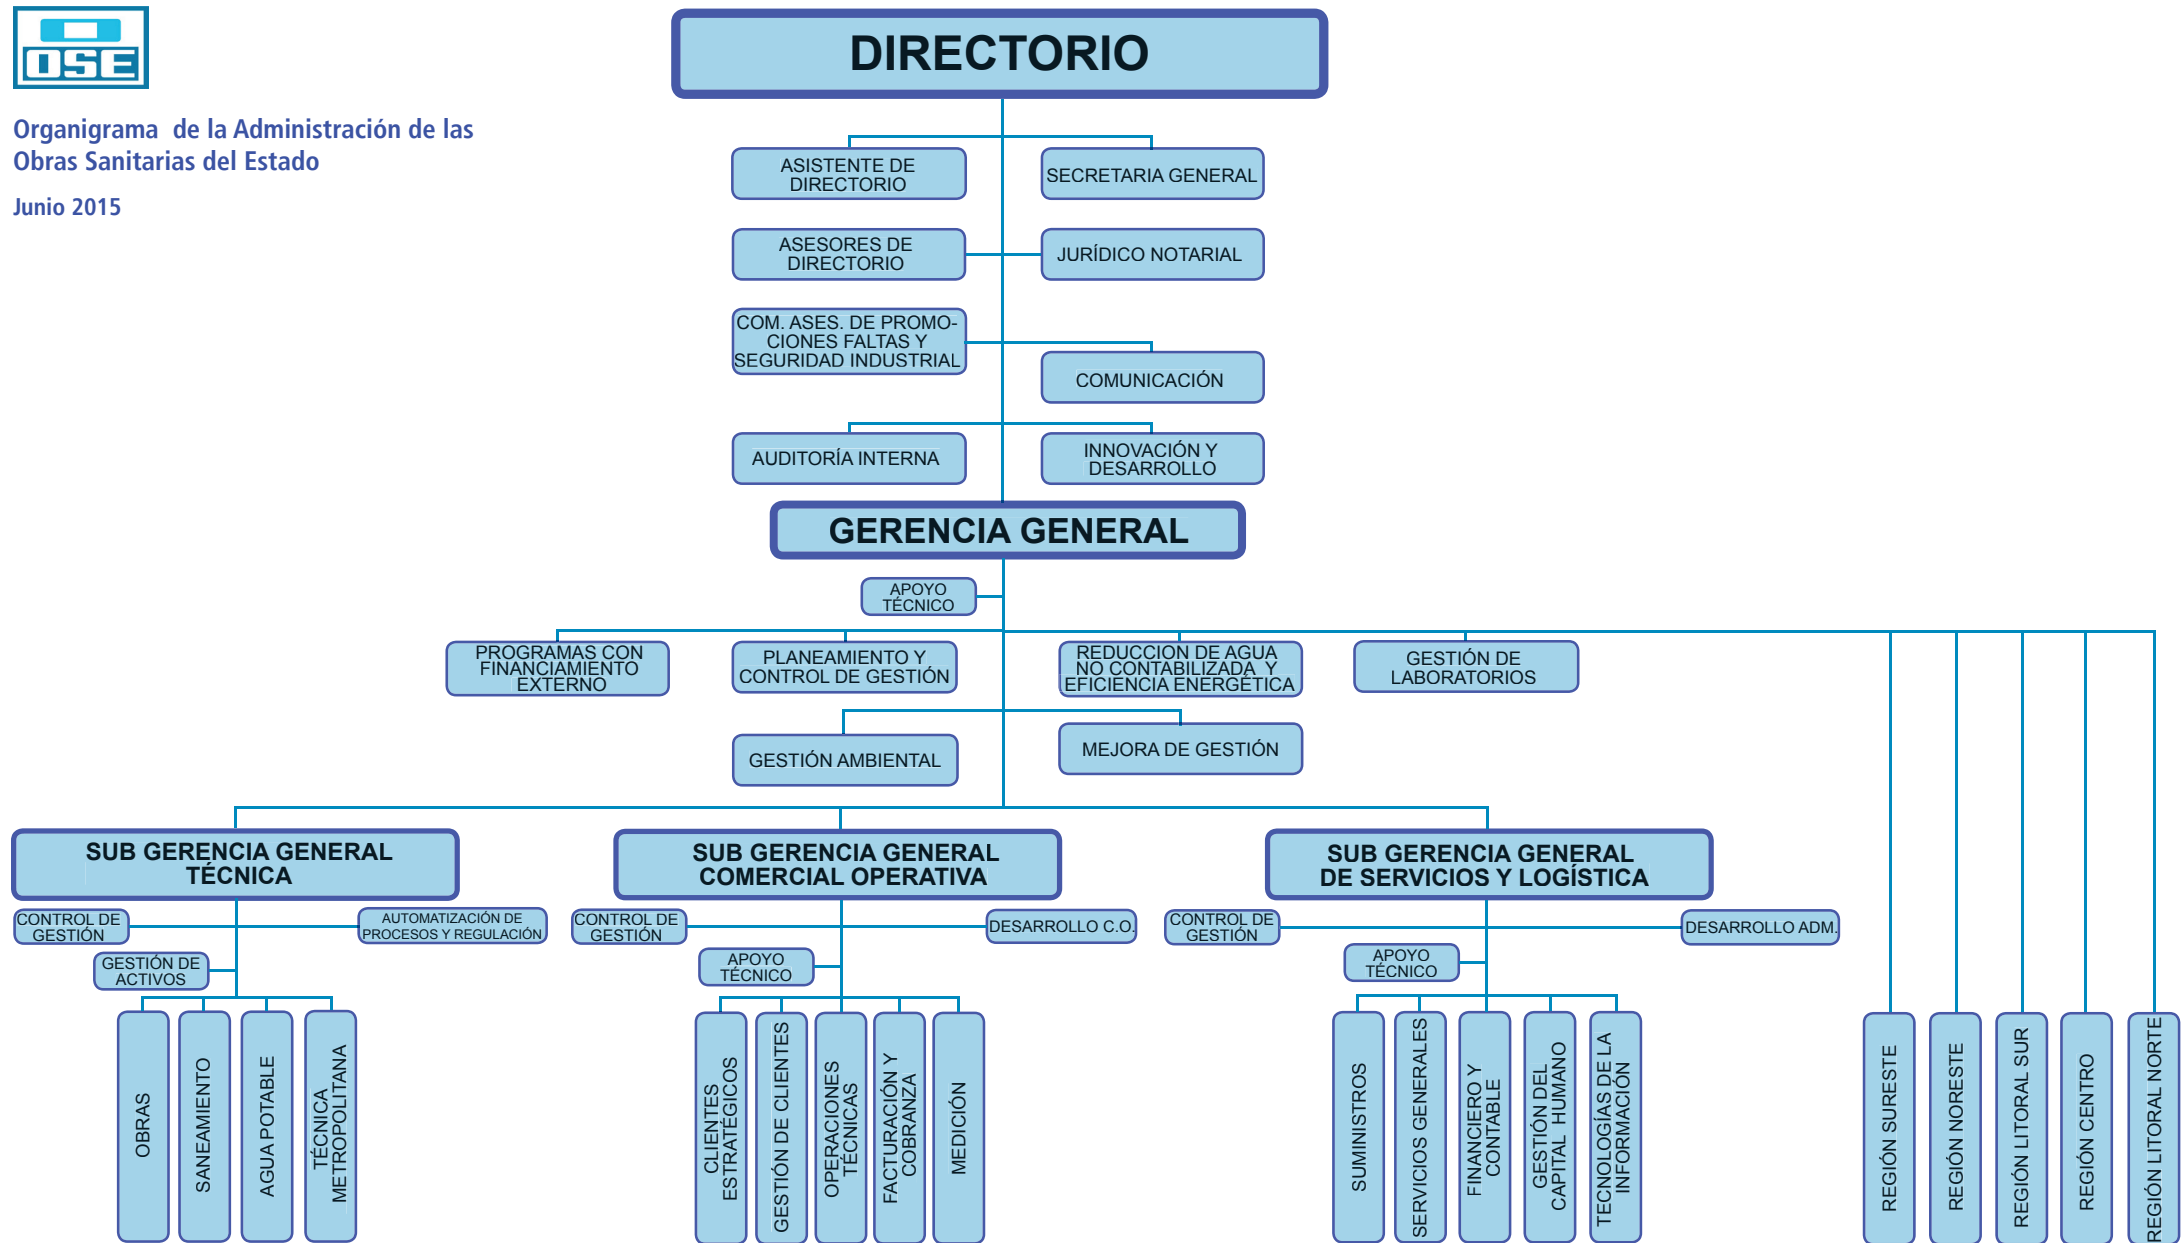 OSE
Organigrama de la Administración de las
Obras Sanitarias del Estado
Junio 2015
DIRECTORIO
ASISTENTE DE
DIRECTORIO
SECRETARIA GENERAL
ASESORES DE
DIRECTORIO
JURÍDICO NOTARIAL
COM. ASES. DE PROMO-
CIONES FALTAS Y
SEGURIDAD INDUSTRIAL
COMUNICACIÓN
AUDITORÍA INTERNA
INNOVACIÓN Y
DESARROLLO
GERENCIA GENERAL
APOYO
TÉCNICO
PROGRAMAS CON
FINANCIAMIENTO
EXTERNO
PLANEAMIENTO Y
CONTROL DE GESTIÓN
REDUCCION DE AGUA
NO CONTABILIZADA Y
EFICIENCIA ENERGÉTICA
GESTIÓN DE
LABORATORIOS
GESTIÓN AMBIENTAL
MEJORA DE GESTIÓN
SUB GERENCIA GENERAL
TÉCNICA
SUB GERENCIA GENERAL
COMERCIAL OPERATIVA
SUB GERENCIA GENERAL
DE SERVICIOS Y LOGÍSTICA
CONTROL DE
GESTIÓN
AUTOMATIZACIÓN DE
PROCESOS Y REGULACIÓN
GESTIÓN DE
ACTIVOS
CONTROL DE
GESTIÓN
DESARROLLO C.O.
APOYO
TÉCNICO
CONTROL DE
GESTIÓN
DESARROLLO ADM.
APOYO
TÉCNICO
OBRAS
SANEAMIENTO
AGUA POTABLE
TÉCNICA
METROPOLITANA
CLIENTES
ESTRATÉGICOS
GESTIÓN DE CLIENTES
OPERACIONES
TÉCNICAS
FACTURACIÓN Y
COBRANZA
MEDICIÓN
SUMINISTROS
SERVICIOS GENERALES
FINANCIERO Y
CONTABLE
GESTIÓN DEL
CAPITAL HUMANO
TECNOLOGÍAS DE LA
INFORMACIÓN
REGIÓN SURESTE
REGIÓN NORESTE
REGIÓN LITORAL SUR
REGIÓN CENTRO
REGIÓN LITORAL NORTE